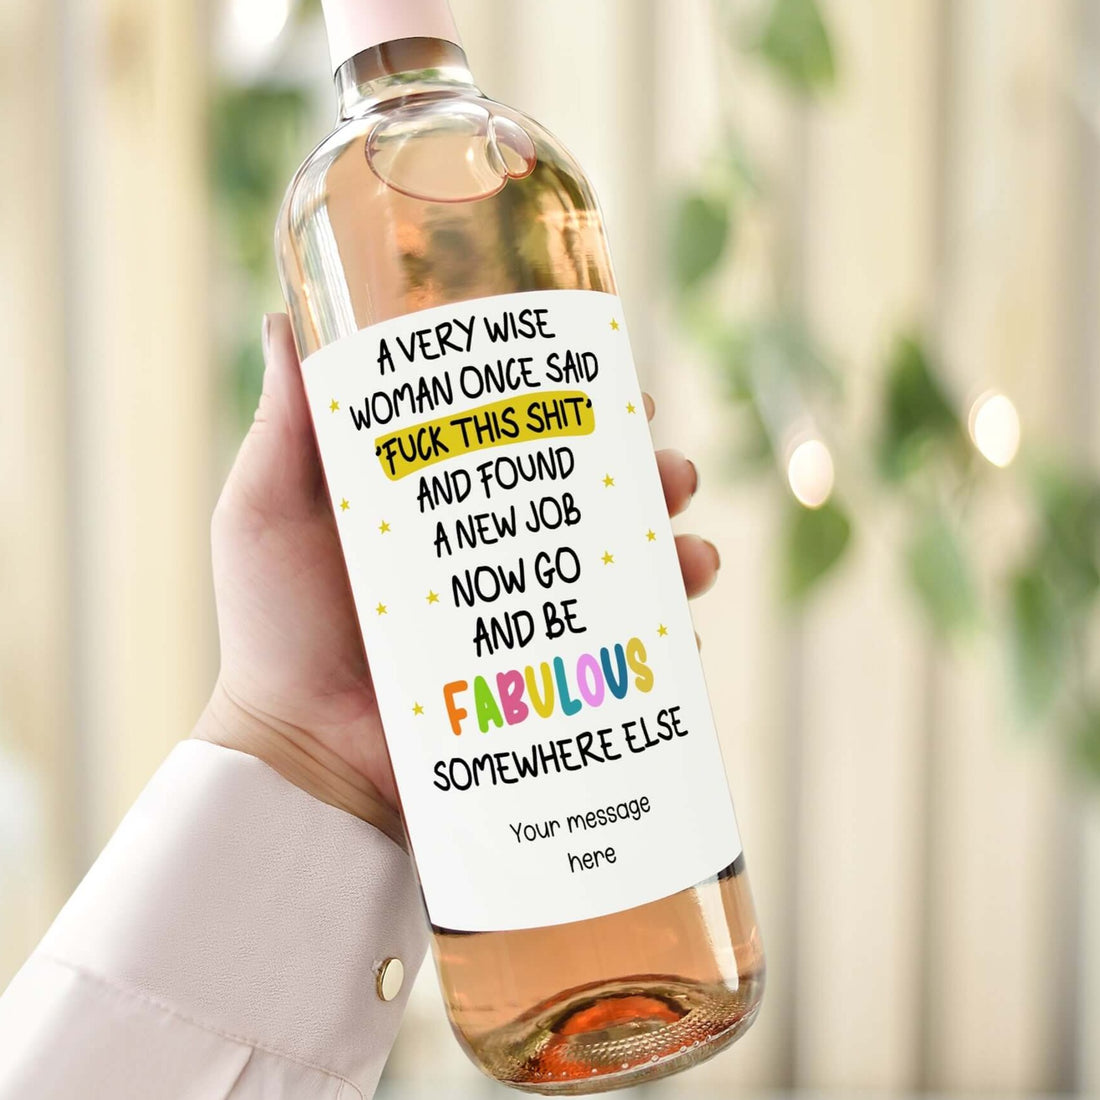 A VERY WISE
WOMAN ONCE SAID
'FUCK THIS SHIT'
AND FOUND
A NEW JOB
NOW GO
AND BE
FABULOUS
SOMEWHERE ELSE
Your message
here